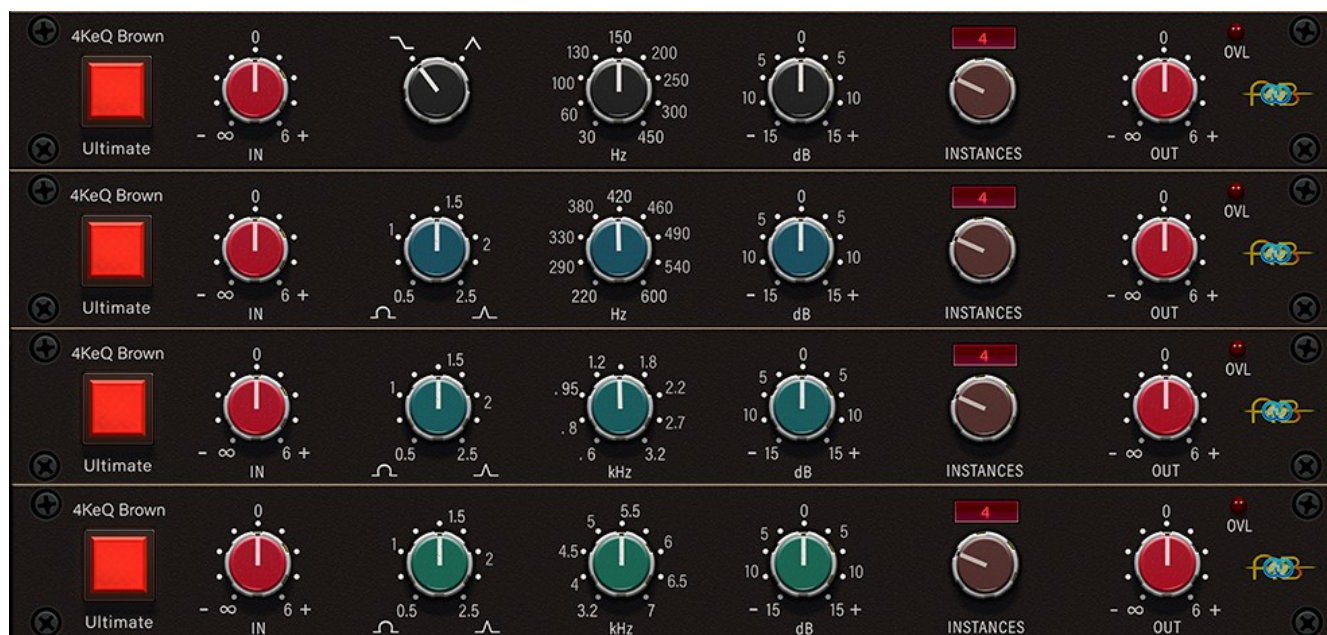 4KeQ Brown
0 150 0 4 0 OVL
130 200 5 5
100 250
60 300 10 10
- ∞ 6 + 30 450 - 15 15 + - ∞ 6 +
Ultimate IN Hz dB INSTANCES OUT
4KeQ Brown
0 1.5 420 0 4 0 OVL
380 460 5 5
1 2 330 490
290 540 10 10
- ∞ 6 + 0.5 2.5 220 600 - 15 15 + - ∞ 6 +
Ultimate IN Hz dB INSTANCES OUT
4KeQ Brown
0 1.5 1.2 1.8 0 4 0 OVL
1 2 .95 2.2 5 5
.8 2.7 10 10
- ∞ 6 + 0.5 2.5 .6 3.2 - 15 15 + - ∞ 6 +
Ultimate IN kHz dB INSTANCES OUT
4KeQ Brown
0 1.5 5.5 0 4 0 OVL
5 6 5 5
1 2 4.5
4 6.5 10 10
- ∞ 6 + 0.5 2.5 3.2 7 - 15 15 + - ∞ 6 +
Ultimate IN kHz dB INSTANCES OUT